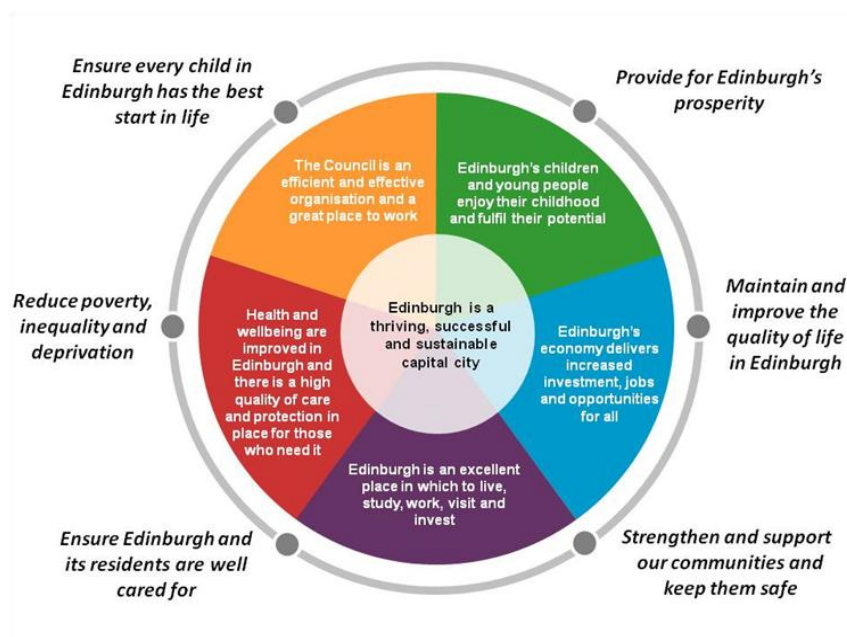 Ensure every child in
Edinburgh has the best
start in life
Provide for Edinburgh's
prosperity
The Council is an
efficient and effective
organisation and a
great place to work
Edinburgh's children
and young people
enjoy their childhood
and fulfil their potential
Reduce poverty,
inequality and
deprivation
Health and
wellbeing are
improved in
Edinburgh and
there is a high
quality of care
and protection in
place for those
who need it
Edinburgh is a
thriving, successful
and sustainable
capital city
Edinburgh's
economy delivers
increased
investment, jobs
and opportunities
for all
Maintain and
improve the
quality of life
in Edinburgh
Edinburgh is an excellent
place in which to live,
study, work, visit and
invest
Ensure Edinburgh and
its residents are well
cared for
Strengthen and support
our communities and
keep them safe